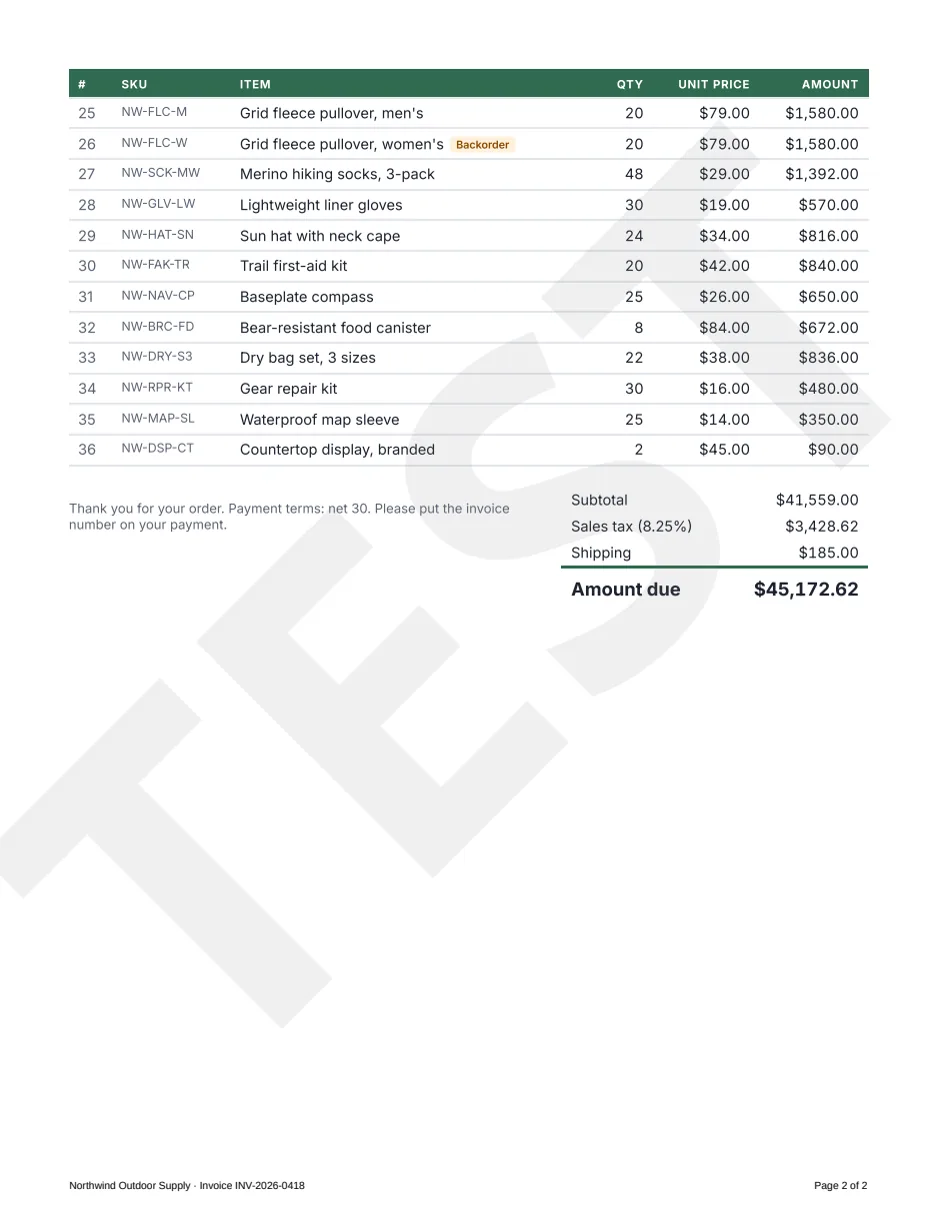 # SKU ITEM QTY UNIT PRICE AMOUNT
25 NW-FLC-M Grid fleece pullover, men's 20 $79.00 $1,580.00
26 NW-FLC-W Grid fleece pullover, women's Backorder 20 $79.00 $1,580.00
27 NW-SCK-MW Merino hiking socks, 3-pack 48 $29.00 $1,392.00
28 NW-GLV-LW Lightweight liner gloves 30 $19.00 $570.00
29 NW-HAT-SN Sun hat with neck cape 24 $34.00 $816.00
30 NW-FAK-TR Trail first-aid kit 20 $42.00 $840.00
31 NW-NAV-CP Baseplate compass 25 $26.00 $650.00
32 NW-BRC-FD Bear-resistant food canister 8 $84.00 $672.00
33 NW-DRY-S3 Dry bag set, 3 sizes 22 $38.00 $836.00
34 NW-RPR-KT Gear repair kit 30 $16.00 $480.00
35 NW-MAP-SL Waterproof map sleeve 25 $14.00 $350.00
36 NW-DSP-CT Countertop display, branded 2 $45.00 $90.00
Thank you for your order. Payment terms: net 30. Please put the invoice
number on your payment.
Subtotal $41,559.00
Sales tax (8.25%) $3,428.62
Shipping $185.00
Amount due $45,172.62
TEST
Northwind Outdoor Supply · Invoice INV-2026-0418 Page 2 of 2